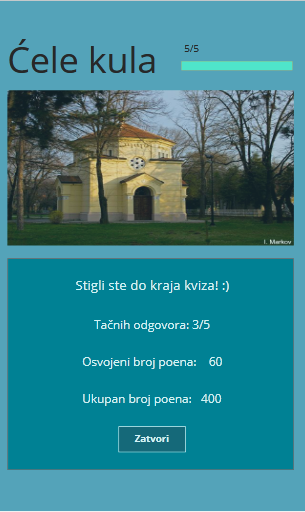 Ćele kula
5/5
I. Markov
Stigli ste do kraja kviza! :)
Tačnih odgovora: 3/5
Osvojeni broj poena: 60
Ukupan broj poena: 400
Zatvori